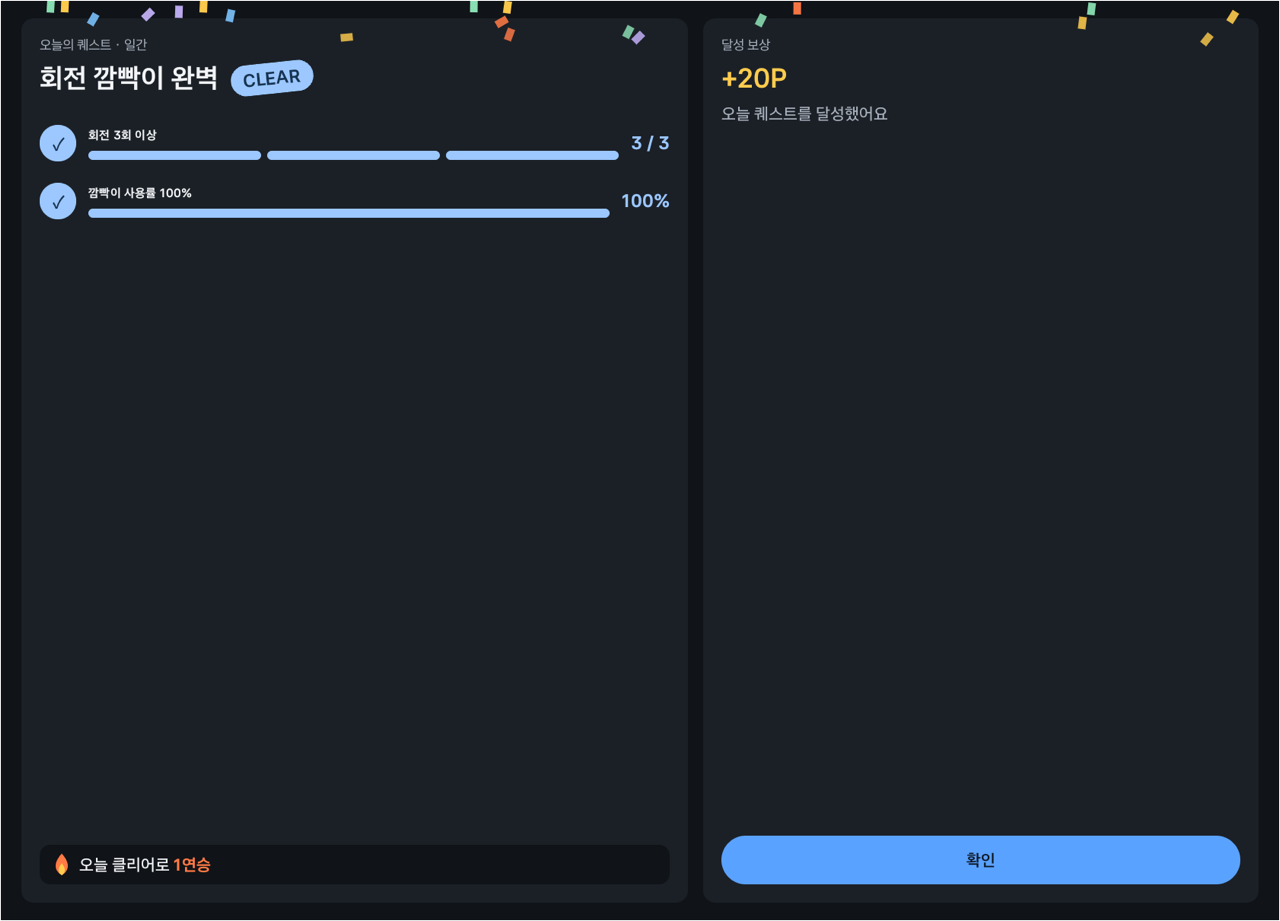 오늘의 퀘스트 · 일간
회전 깜빡이 완벽 CLEAR
회전 3회 이상
3 / 3
깜빡이 사용률 100%
100%
오늘 클리어로 1연승
달성 보상
+20P
오늘 퀘스트를 달성했어요
확인